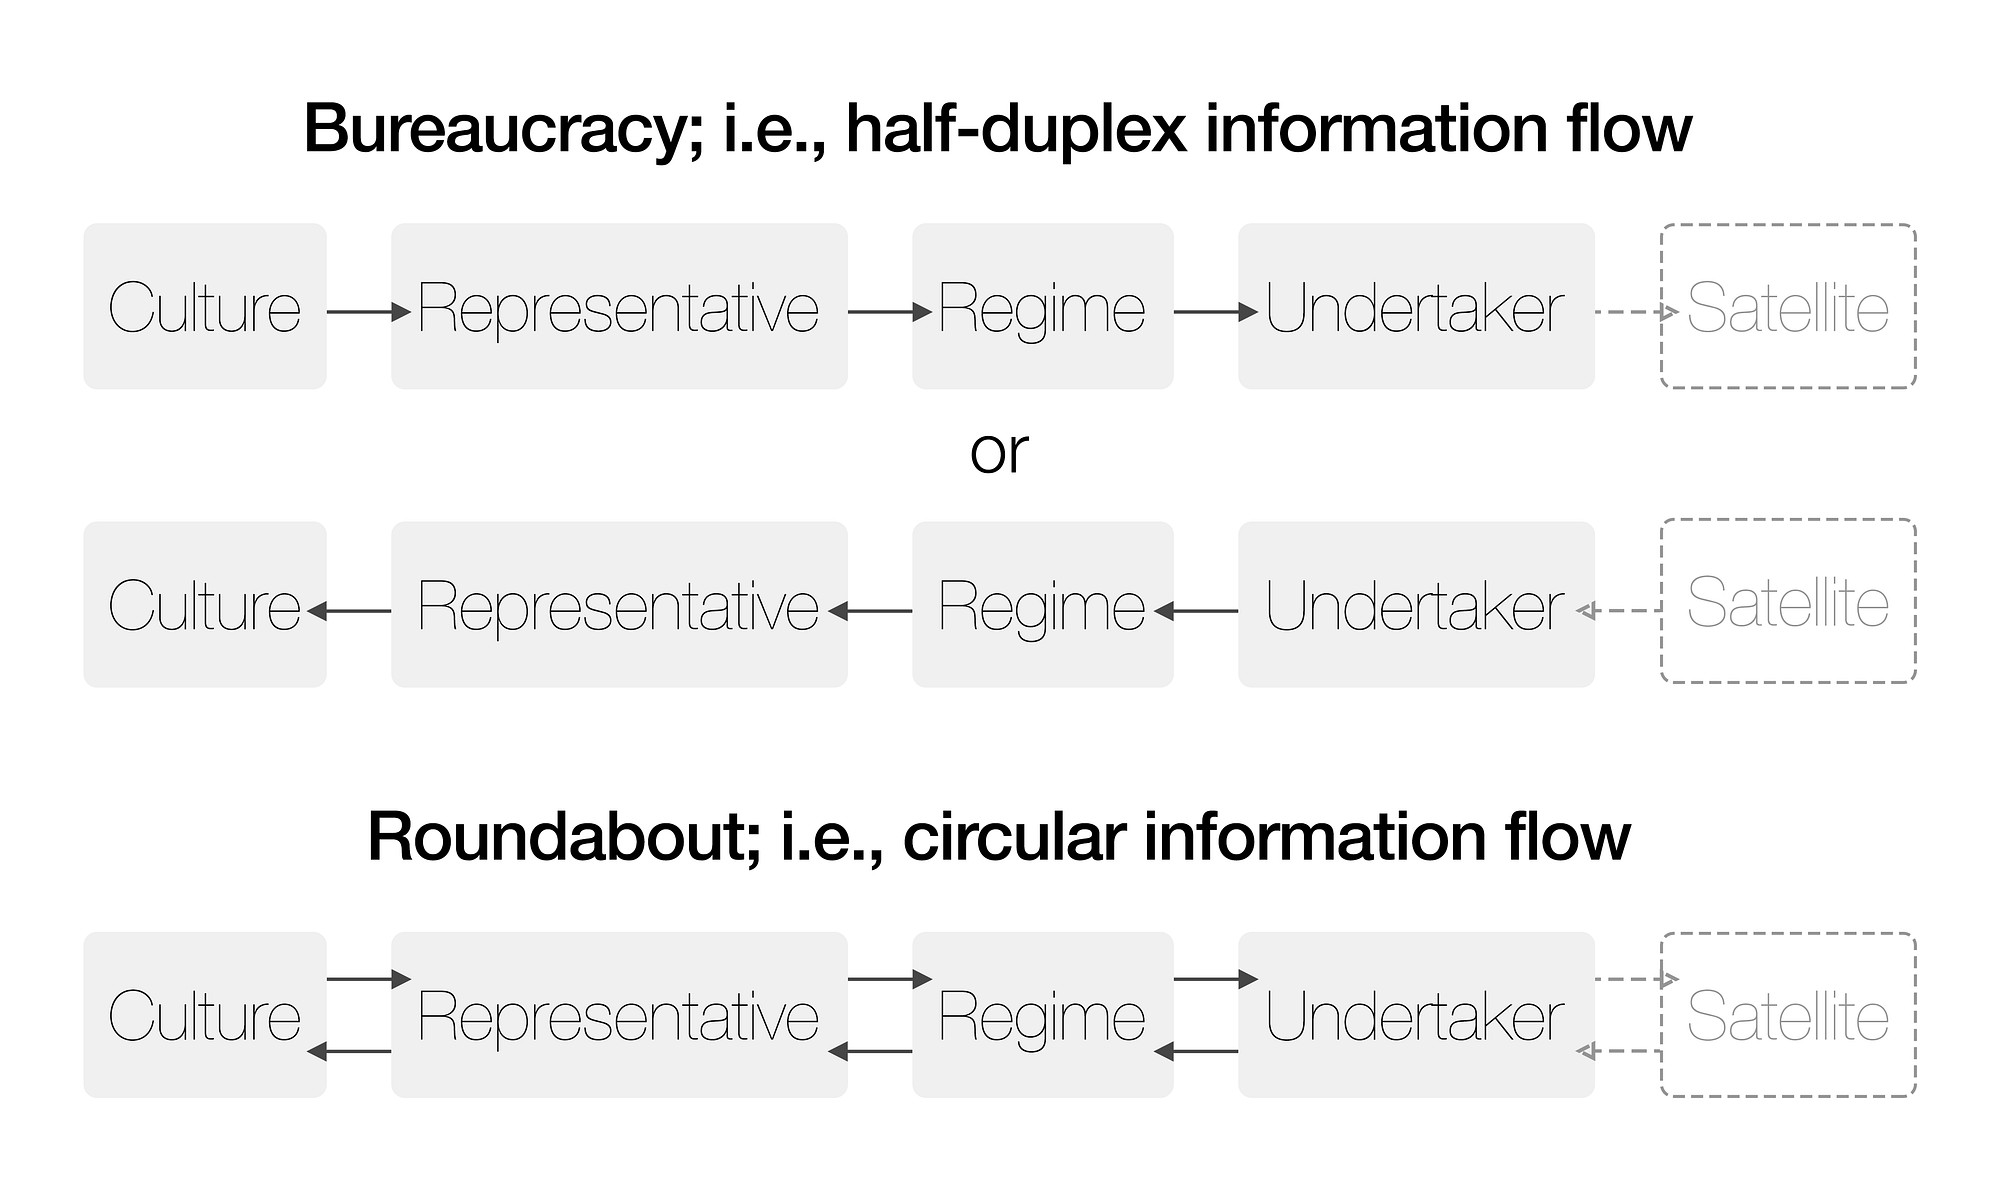 Bureaucracy; i.e., half-duplex information flow
Culture Representative Regime Undertaker Satellite
or
Culture Representative Regime Undertaker Satellite
Roundabout; i.e., circular information flow
Culture Representative Regime Undertaker Satellite